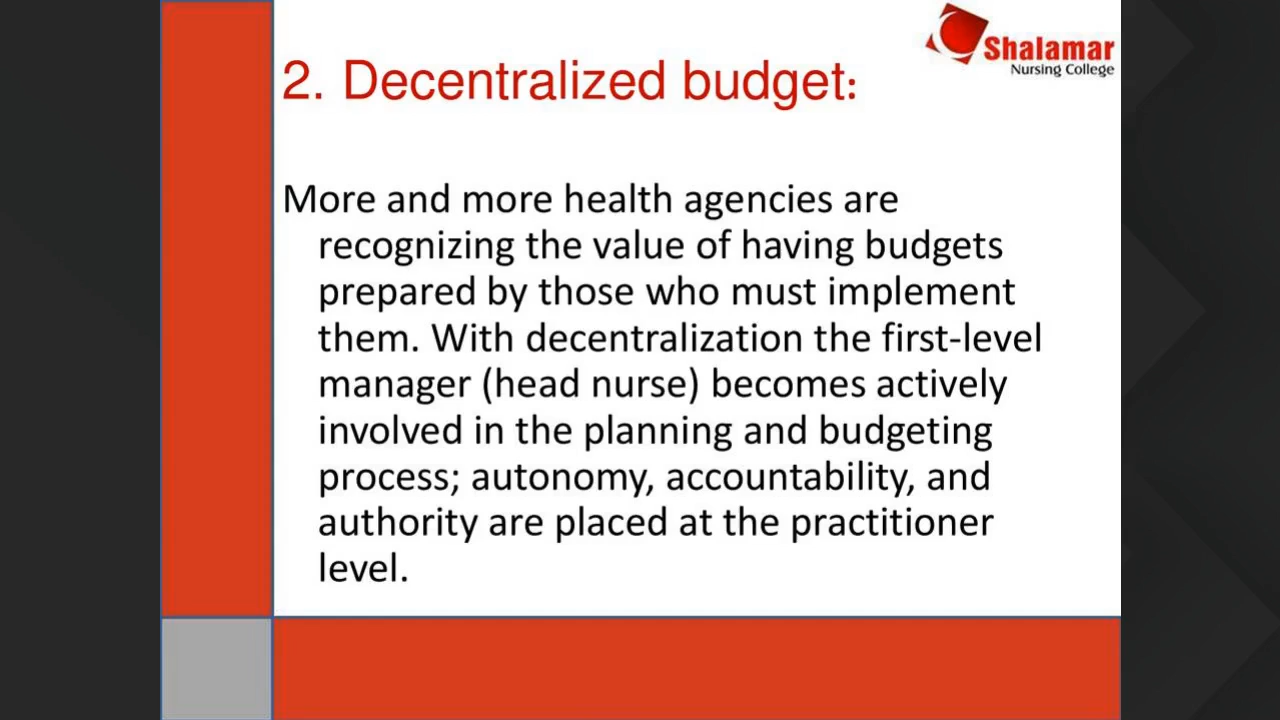 Shalamar
Nursing College
2. Decentralized budget:
More and more health agencies are
recognizing the value of having budgets
prepared by those who must implement
them. With decentralization the first-level
manager (head nurse) becomes actively
involved in the planning and budgeting
process; autonomy, accountability, and
authority are placed at the practitioner
level.